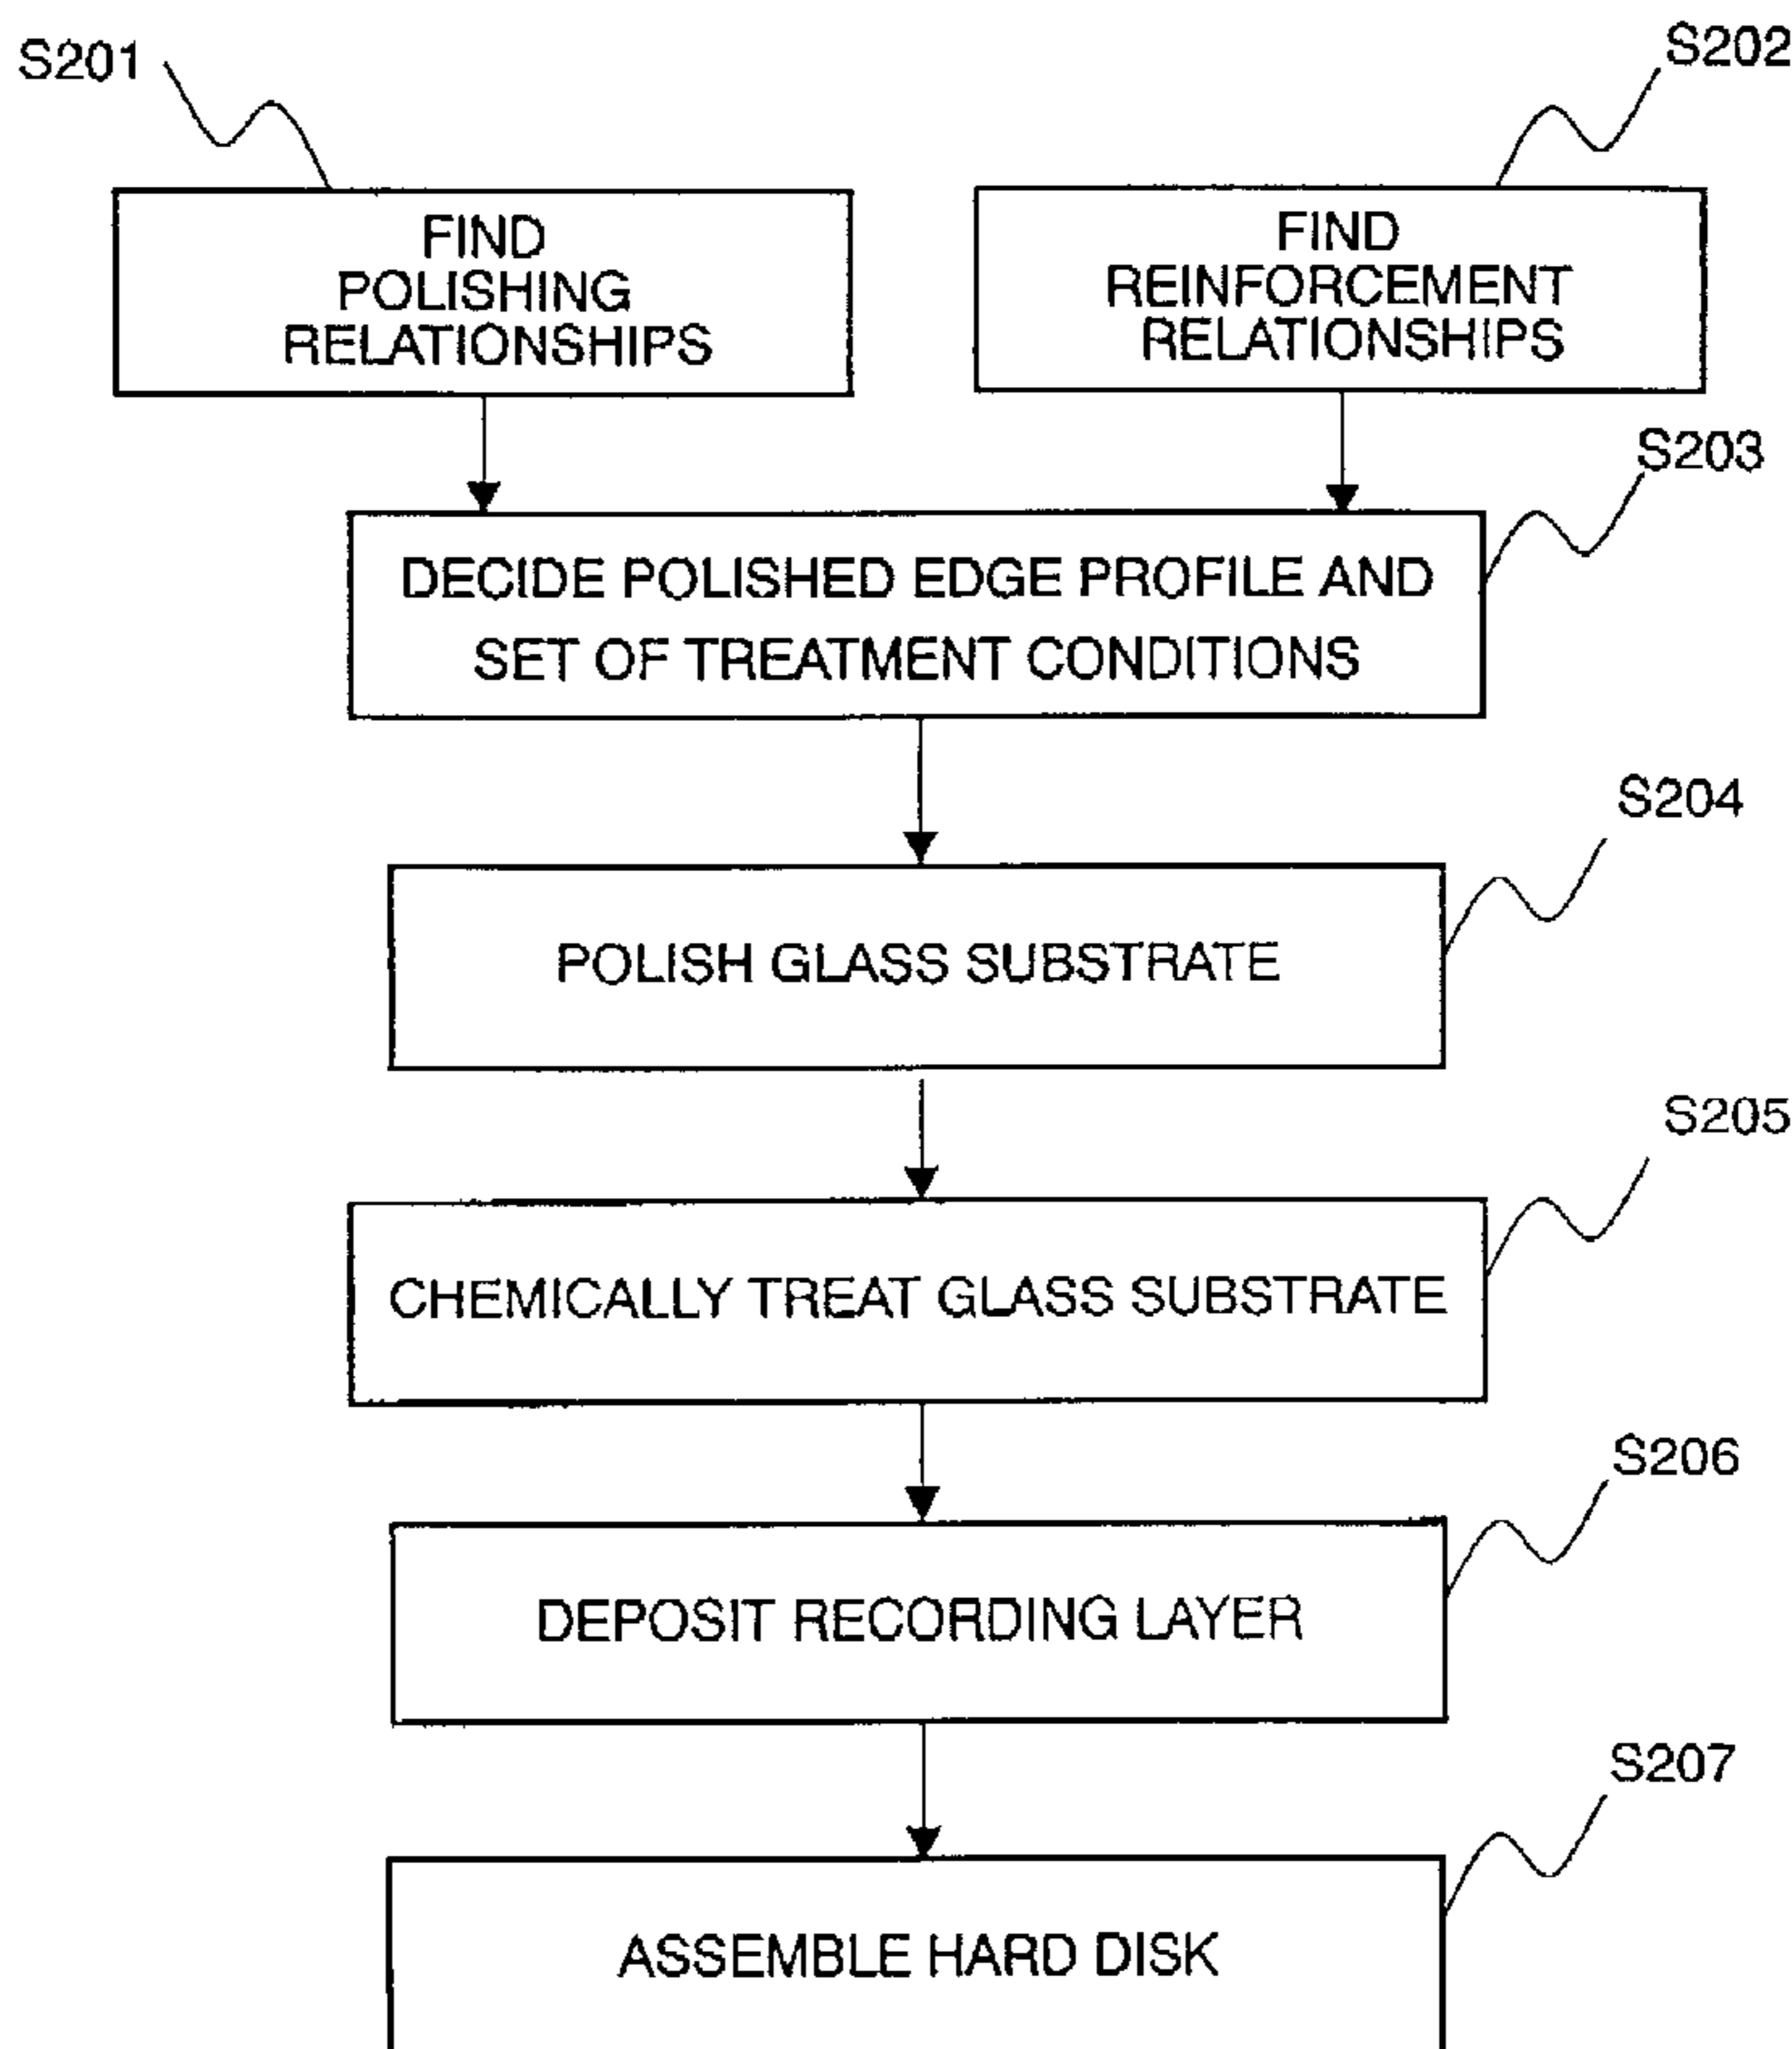 S201
S202
FIND
POLISHING
RELATIONSHIPS
FIND
REINFORCEMENT
RELATIONSHIPS
S203
DECIDE POLISHED EDGE PROFILE AND
SET OF TREATMENT CONDITIONS
S204
POLISH GLASS SUBSTRATE
S205
CHEMICALLY TREAT GLASS SUBSTRATE
S206
DEPOSIT RECORDING LAYER
S207
ASSEMBLE HARD DISK